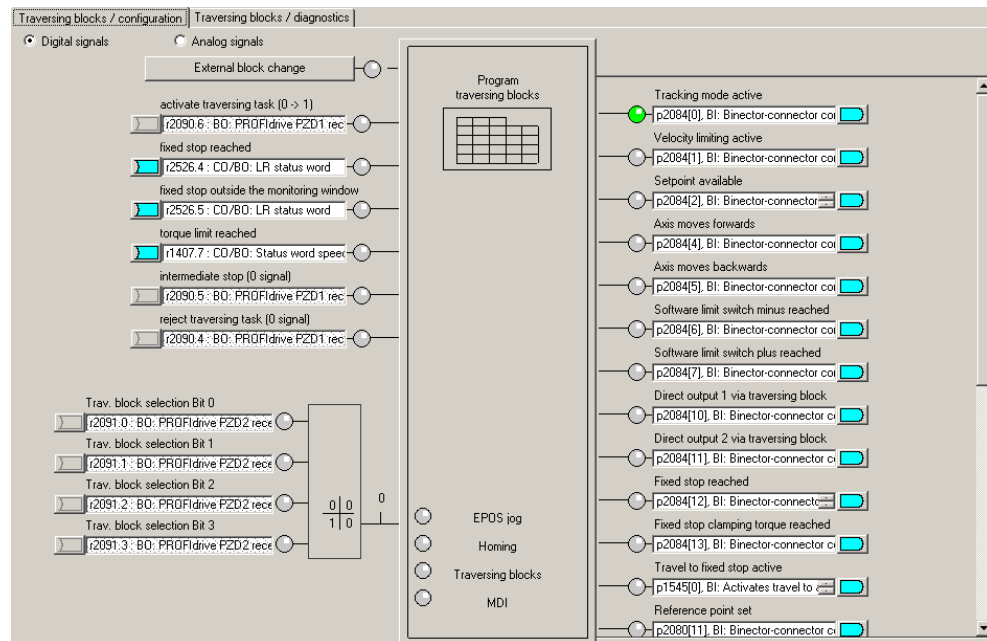 Traversing blocks / configuration
Traversing blocks / diagnostics
Digital signals
Analog signals
External block change
activate traversing task (0 -> 1)
r2090.6 : BO: PROFIdrive PZD1 rec
fixed stop reached
r2526.4 : CO/BO: LR status word
fixed stop outside the monitoring window
r2526.5 : CO/BO: LR status word
torque limit reached
r1407.7 : CO/BO: Status word speed
intermediate stop (0 signal)
r2090.5 : BO: PROFIdrive PZD1 rec
reject traversing task (0 signal)
r2090.4 : BO: PROFIdrive PZD1 rec
Trav. block selection Bit 0
r2091.0 : BO: PROFIdrive PZD2 rece
Trav. block selection Bit 1
r2091.1 : BO: PROFIdrive PZD2 rece
Trav. block selection Bit 2
r2091.2 : BO: PROFIdrive PZD2 rece
Trav. block selection Bit 3
r2091.3 : BO: PROFIdrive PZD2 rece
0 0
1 0
0
Program
traversing blocks
EPOS jog
Homing
Traversing blocks
MDI
Tracking mode active
p2084[0], BI: Binector-connector co
Velocity limiting active
p2084[1], BI: Binector-connector co
Setpoint available
p2084[2], BI: Binector-connector
Axis moves forwards
p2084[4], BI: Binector-connector co
Axis moves backwards
p2084[5], BI: Binector-connector co
Software limit switch minus reached
p2084[6], BI: Binector-connector co
Software limit switch plus reached
p2084[7], BI: Binector-connector co
Direct output 1 via traversing block
p2084[10], BI: Binector-connector c
Direct output 2 via traversing block
p2084[11], BI: Binector-connector c
Fixed stop reached
p2084[12], BI: Binector-connecto
Fixed stop clamping torque reached
p2084[13], BI: Binector-connector c
Travel to fixed stop active
p1545[0], BI: Activates travel to
Reference point set
p2080[11], BI: Binector-connector c